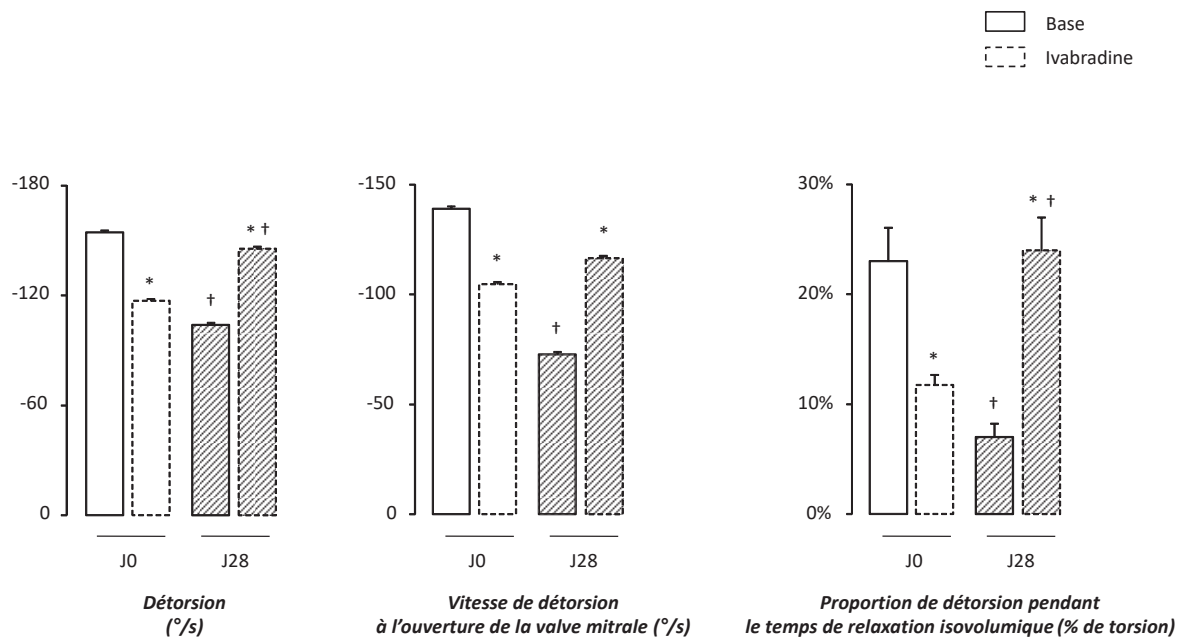 Base
Ivabradine
-180
-120
-60
0
*
†
* †
J0
J28
Détorsion
(°/s)
-150
-100
-50
0
*
†
*
J0
J28
Vitesse de détorsion
à l’ouverture de la valve mitrale (°/s)
30%
20%
10%
0%
*
†
* †
J0
J28
Proportion de détorsion pendant
le temps de relaxation isovolumique (% de torsion)